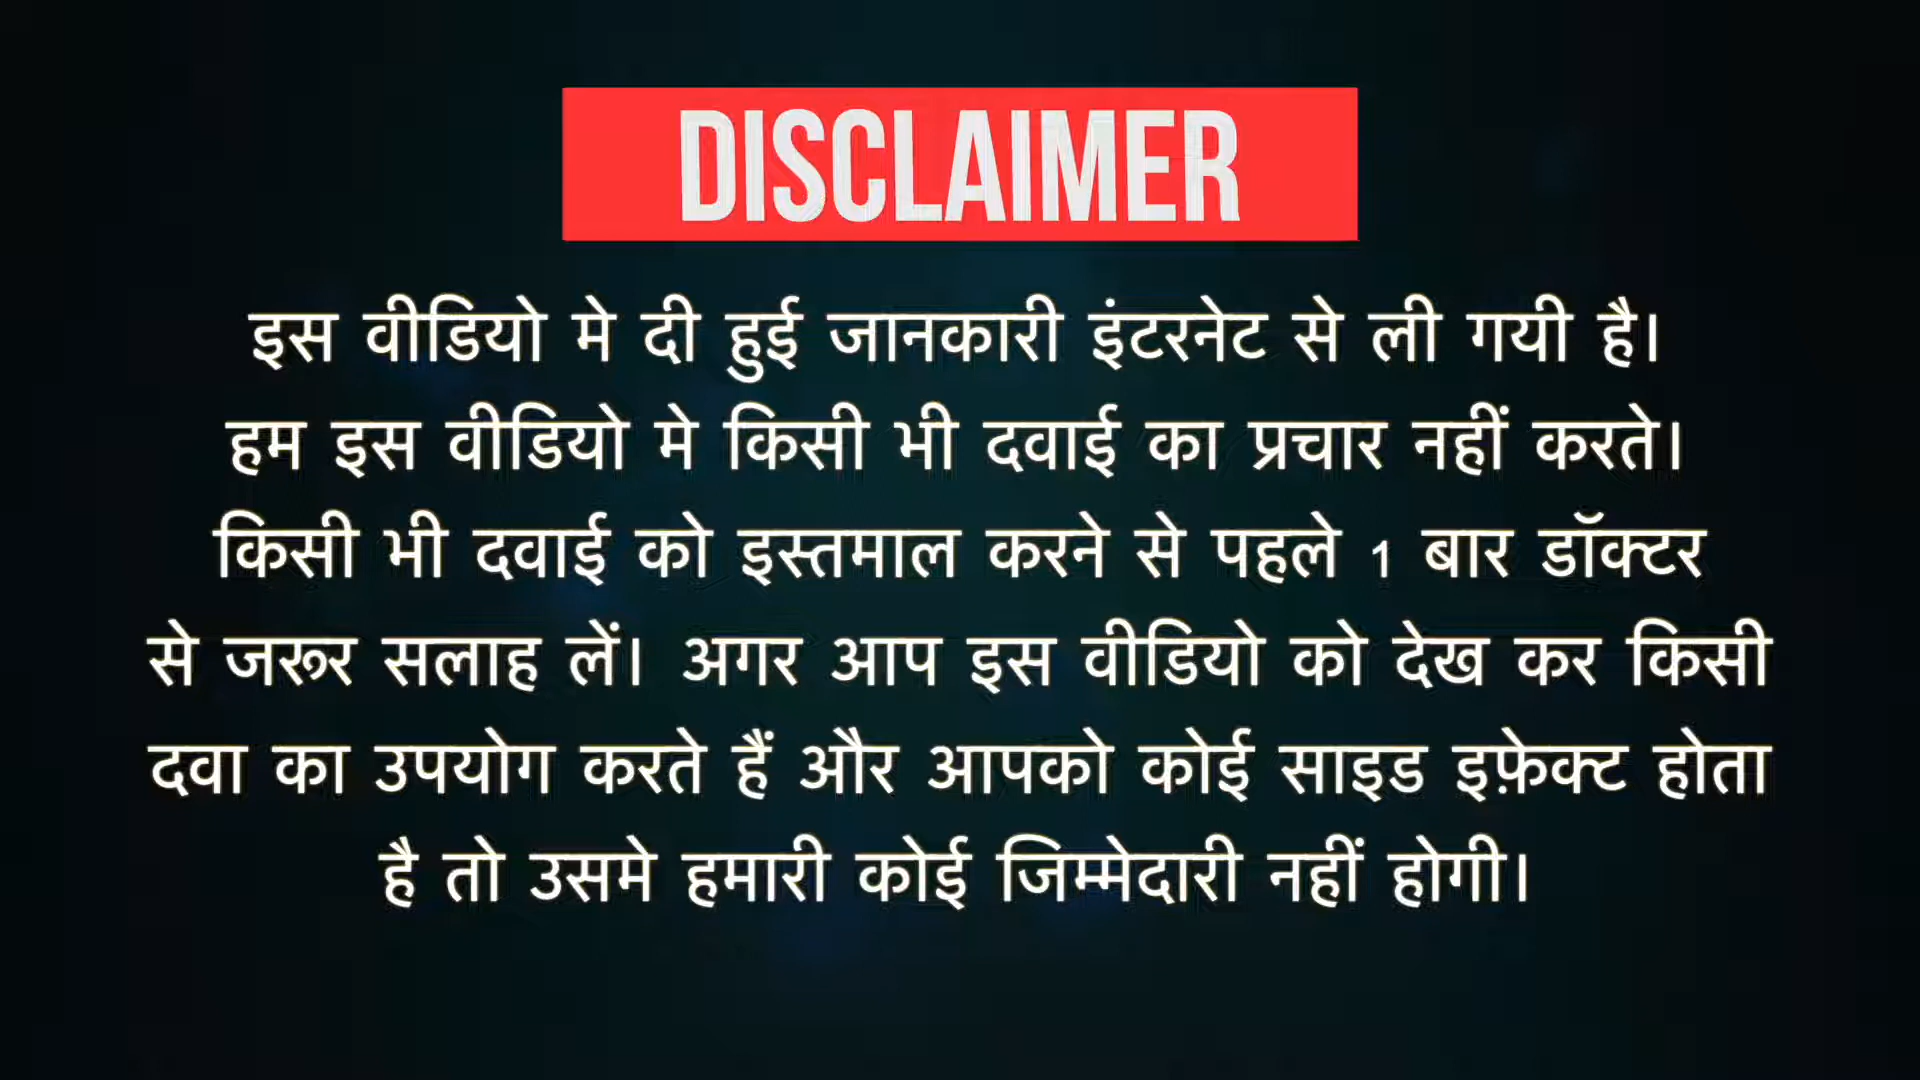 DISCLAIMER
इस वीडियो मे दी हुई जानकारी इंटरनेट से ली गयी है।
हम इस वीडियो मे किसी भी दवाई का प्रचार नहीं करते।
किसी भी दवाई को इस्तमाल करने से पहले 1 बार डॉक्टर
से जरूर सलाह लें। अगर आप इस वीडियो को देख कर किसी
दवा का उपयोग करते हैं और आपको कोई साइड इफ़ेक्ट होता
है तो उसमे हमारी कोई जिम्मेदारी नहीं होगी।